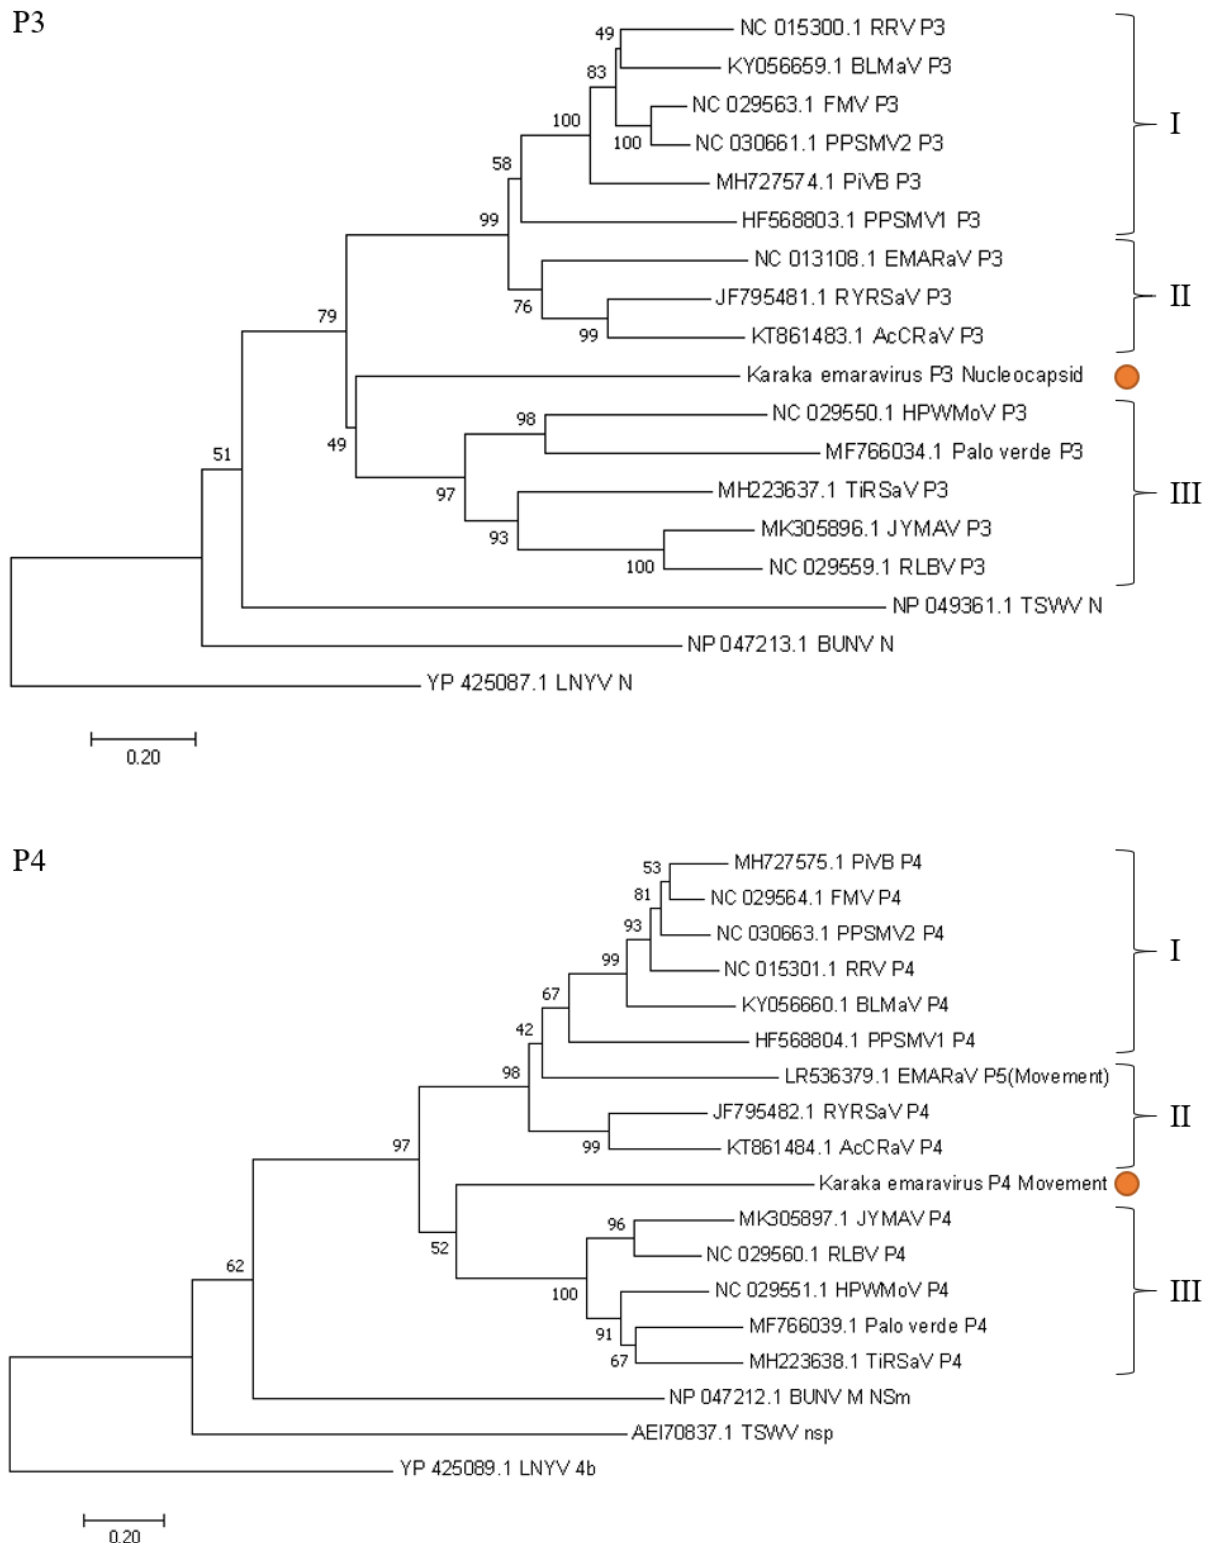 P3
NC 015300.1 RRV P3
49
KY056659.1 BLMaV P3
83
NC 029563.1 FMV P3
100
I
100
NC 030661.1 PPSMV2 P3
58
MH727574.1 PiVB P3
99
HF568803.1 PPSMV1 P3
NC 013108.1 EMARaV P3
76
JF795481.1 RYRSaV P3
II
79
99
KT861483.1 AcCRaV P3
Karaka emaravirus P3 Nucleocapsid
98
NC 029550.1 HPWMoV P3
49
51
MF766034.1 Palo verde P3
97
MH223637.1 TiRSaV P3
III
93
MK305896.1 JYMAV P3
100
NC 029559.1 RLBV P3
NP 049361.1 TSWV N
NP 047213.1 BUNV N
YP 425087.1 LNYV N
0.20
P4
53
MH727575.1 PiVB P4
81
NC 029564.1 FMV P4
93
NC 030663.1 PPSMV2 P4
I
99
NC 015301.1 RRV P4
67
KY056660.1 BLMaV P4
42
HF568804.1 PPSMV1 P4
98
LR536379.1 EMARaV P5(Movement)
JF795482.1 RYRSaV P4
II
97
99
KT861484.1 AcCRaV P4
Karaka emaravirus P4 Movement
96
MK305897.1 JYMAV P4
52
NC 029560.1 RLBV P4
62
100
NC 029551.1 HPWMoV P4
III
91
MF766039.1 Palo verde P4
67
MH223638.1 TiRSaV P4
NP 047212.1 BUNV M NSm
AEI70837.1 TSWV nsp
YP 425089.1 LNYV 4b
0.20